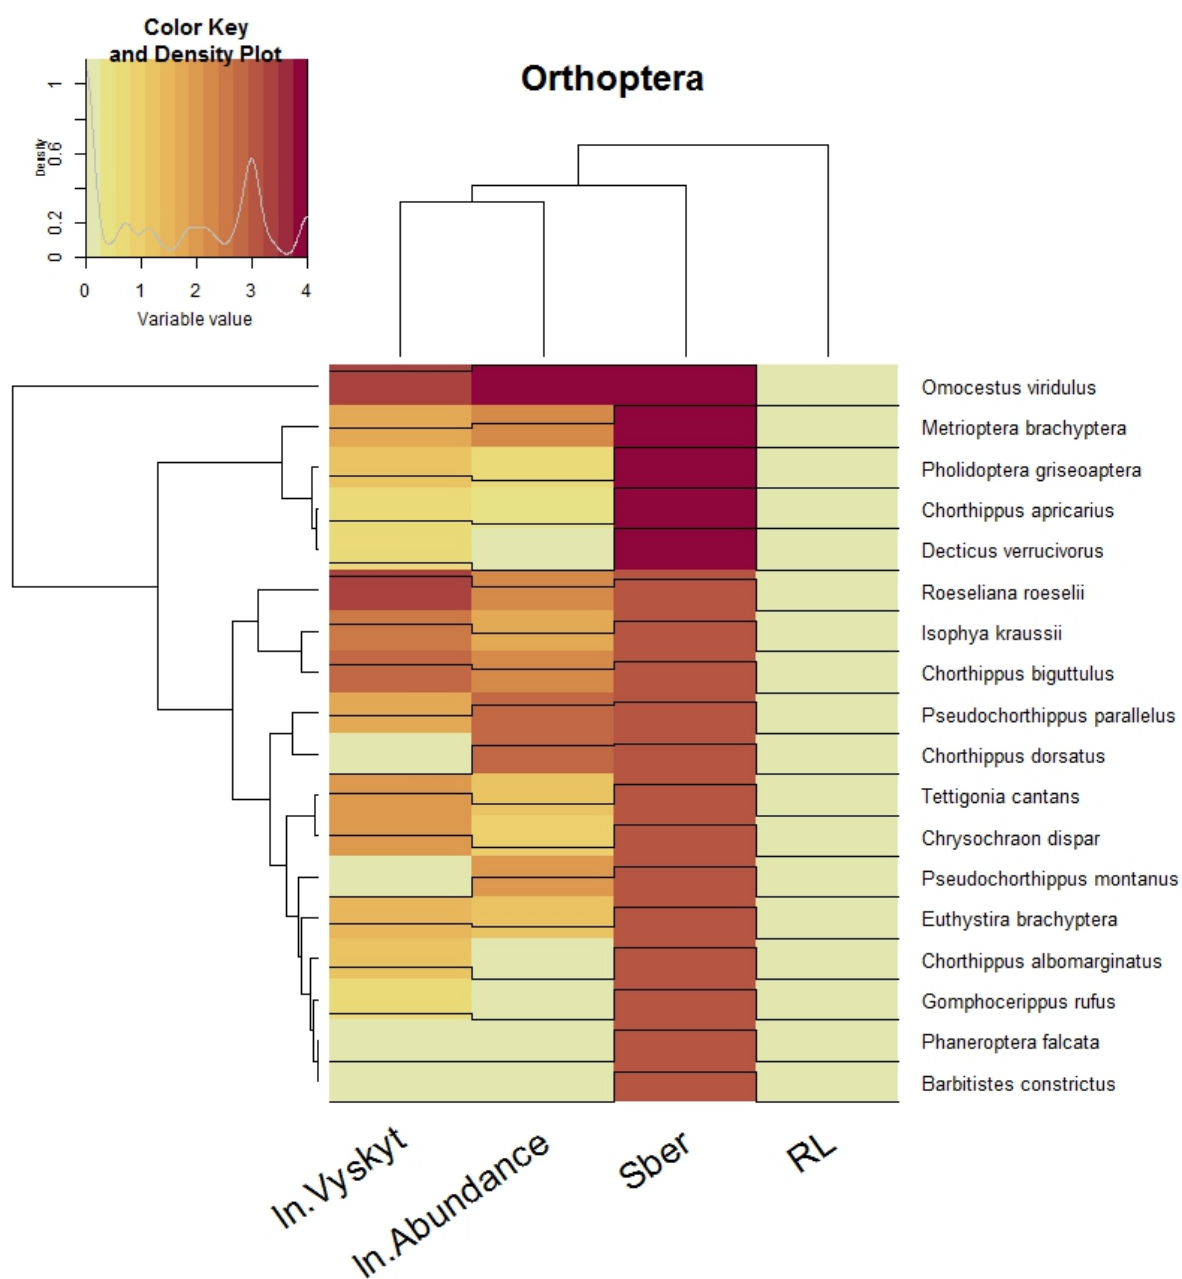 Color Key
and Density Plot
Density
0 0.2 0.6 1
0 1 2 3 4
Variable value
Orthoptera
Omocestus viridulus
Metrioptera brachyptera
Pholidoptera griseoaptera
Chorthippus apricarius
Decticus verrucivorus
Roeseliana roeselii
Isophya kraussii
Chorthippus biguttulus
Pseudochorthippus parallelus
Chorthippus dorsatus
Tettigonia cantans
Chrysochraon dispar
Pseudochorthippus montanus
Euthystira brachyptera
Chorthippus albomarginatus
Gomphocerippus rufus
Phaneroptera falcata
Barbitistes constrictus
ln.Vyskyt
ln.Abundance
Sber
RL